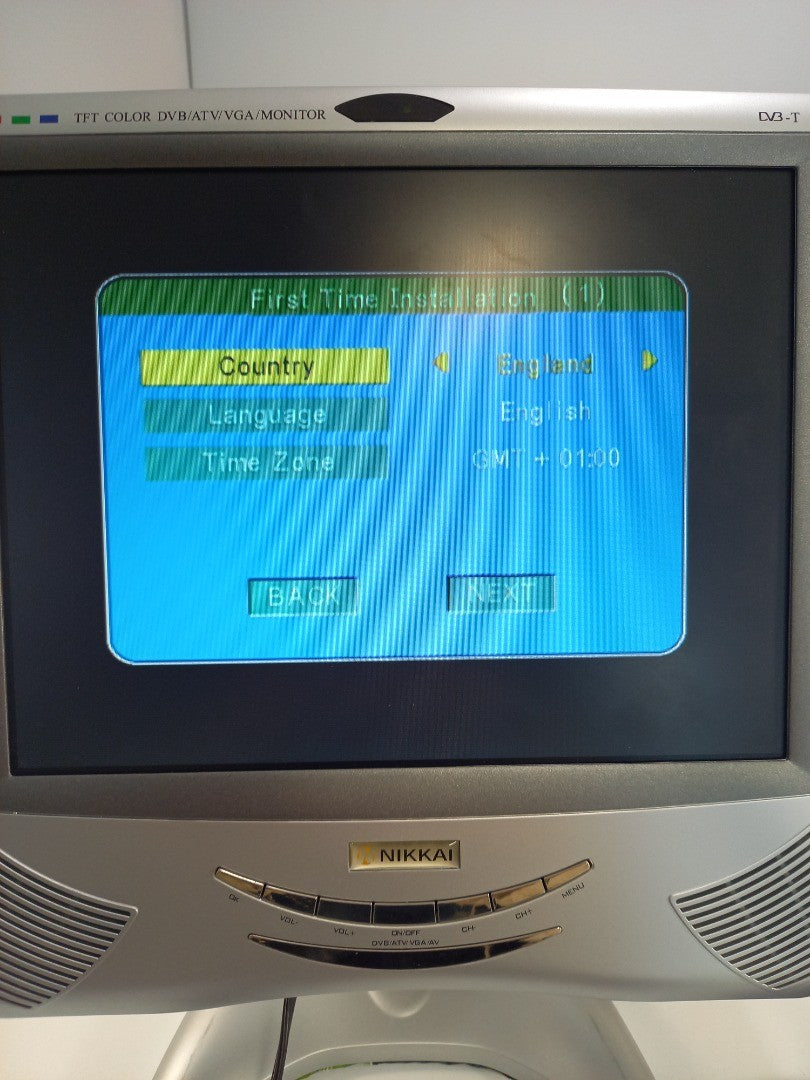 TFT COLOR DVB/ATV/VGA/MONITOR
DVB-T
First Time Installation (1)
Country England
Language English
Time Zone GMT + 01:00
BACK NEXT
NIKKAI
OK VOL- VOL+ ON/OFF CH- CH+ MENU
DVB/ATV/VGA/AV